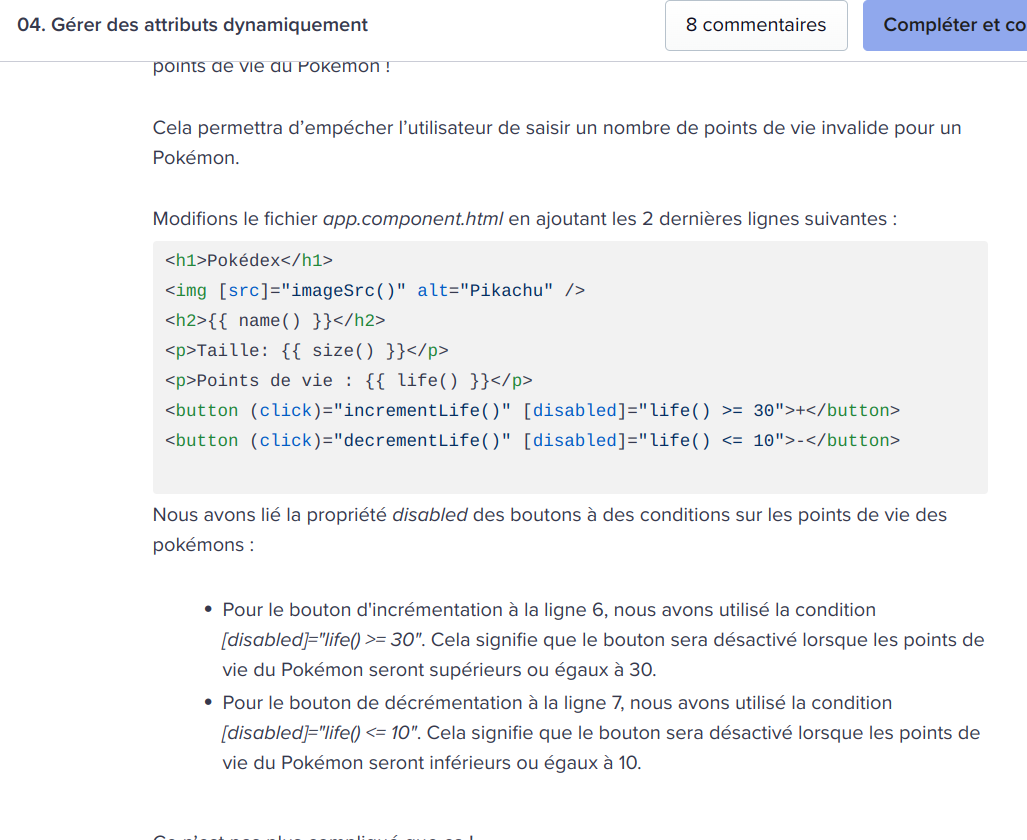 04. Gérer des attributs dynamiquement
8 commentaires
Compléter et co
points de vie du Pokémon !
Cela permettra d’empécher l’utilisateur de saisir un nombre de points de vie invalide pour un
Pokémon.
Modifions le fichier app.component.html en ajoutant les 2 dernières lignes suivantes :
<h1>Pokédex</h1>
<img [src]="imageSrc()" alt="Pikachu" />
<h2>{{ name() }}</h2>
<p>Taille: {{ size() }}</p>
<p>Points de vie : {{ life() }}</p>
<button (click)="incrementLife()" [disabled]="life() >= 30">+</button>
<button (click)="decrementLife()" [disabled]="life() <= 10">-</button>
Nous avons lié la propriété disabled des boutons à des conditions sur les points de vie des
pokémons :
• Pour le bouton d'incrémentation à la ligne 6, nous avons utilisé la condition
[disabled]="life() >= 30". Cela signifie que le bouton sera désactivé lorsque les points de
vie du Pokémon seront supérieurs ou égaux à 30.
• Pour le bouton de décrémentation à la ligne 7, nous avons utilisé la condition
[disabled]="life() <= 10". Cela signifie que le bouton sera désactivé lorsque les points de
vie du Pokémon seront inférieurs ou égaux à 10.
Ce n’est pas plus compliqué que ça !